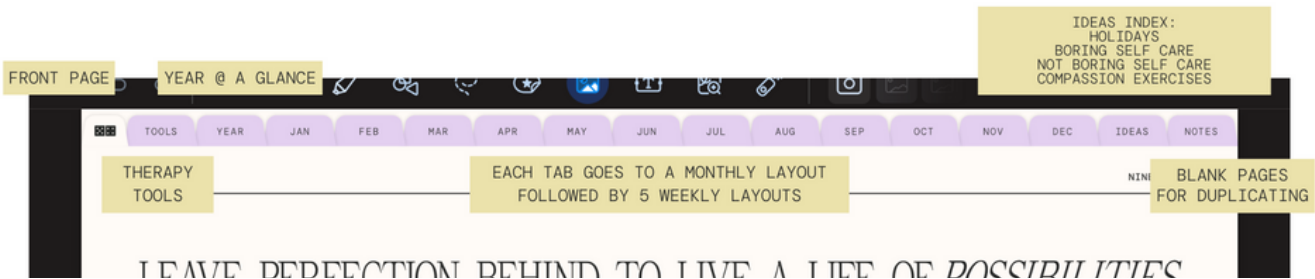 IDEAS INDEX:
HOLIDAYS
BORING SELF CARE
NOT BORING SELF CARE
COMPASSION EXERCISES
FRONT PAGE
YEAR @ A GLANCE
TOOLS YEAR JAN FEB MAR APR MAY JUN JUL AUG SEP OCT NOV DEC IDEAS NOTES
THERAPY
TOOLS
EACH TAB GOES TO A MONTHLY LAYOUT
FOLLOWED BY 5 WEEKLY LAYOUTS
BLANK PAGES
FOR DUPLICATING
LEAVE PERFECTION BEHIND TO LIVE A LIFE OF POSSIBILITIES